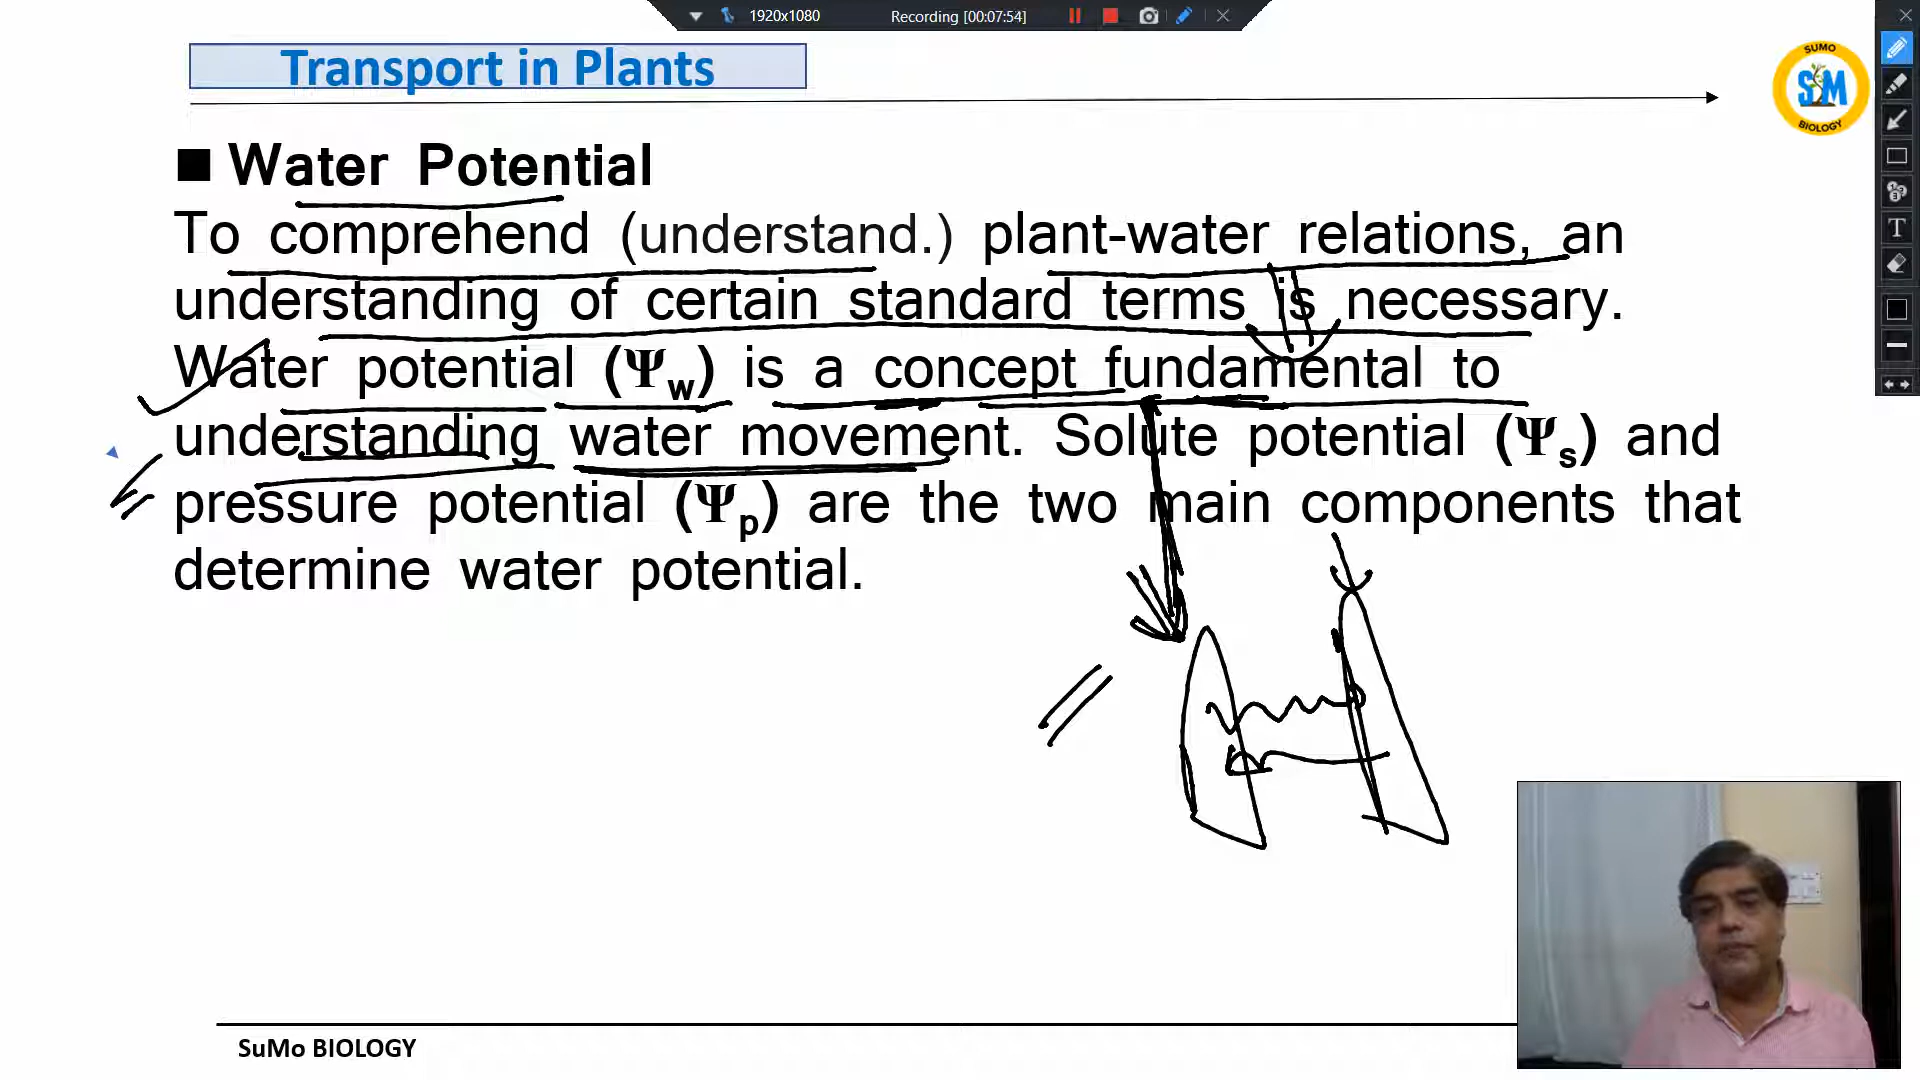 1920x1080 Recording [00:07:54]
Transport in Plants
SUMO
SM
BIOLOGY
■ Water Potential
To comprehend (understand.) plant-water relations, an
understanding of certain standard terms is necessary.
Water potential (Ψw) is a concept fundamental to
understanding water movement. Solute potential (Ψs) and
pressure potential (Ψp) are the two main components that
determine water potential.
SuMo BIOLOGY